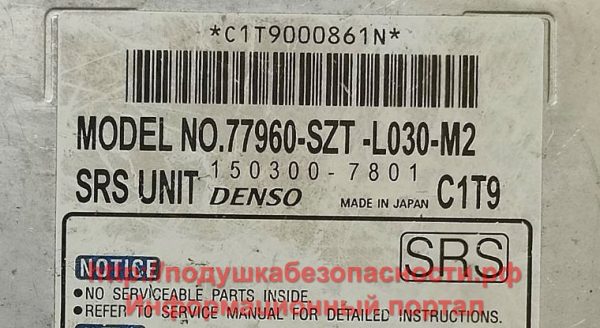 *C1T9000861N*
MODEL NO.77960-SZT -L030-M2
SRS UNIT 150300-7801 DENSO MADE IN JAPAN C1T9
SRS
NOTICE
http://подушкабезопасности.рф
•NO SERVICEABLE PARTS INSIDE.
Информационный портал
•REFER TO SERVICE MANUAL FOR DETAILED INSTRUCTIONS.